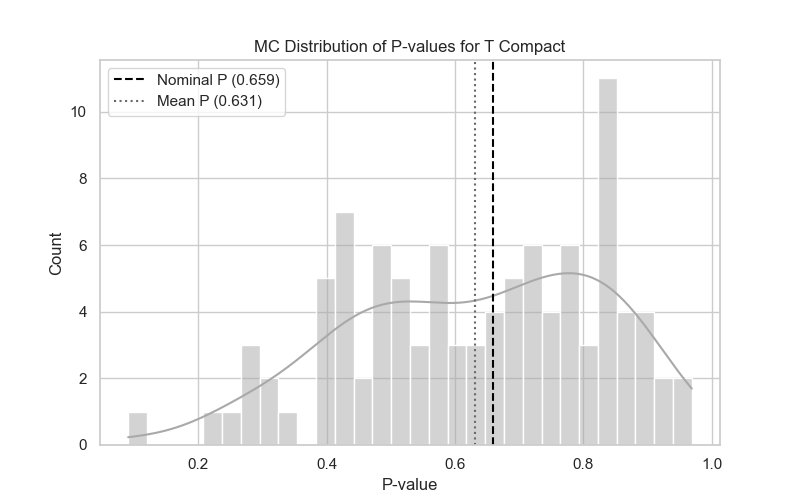 MC Distribution of P-values for T Compact
Nominal P (0.659)
Mean P (0.631)
Count
10
8
6
4
2
0
0.2 0.4 0.6 0.8 1.0
P-value